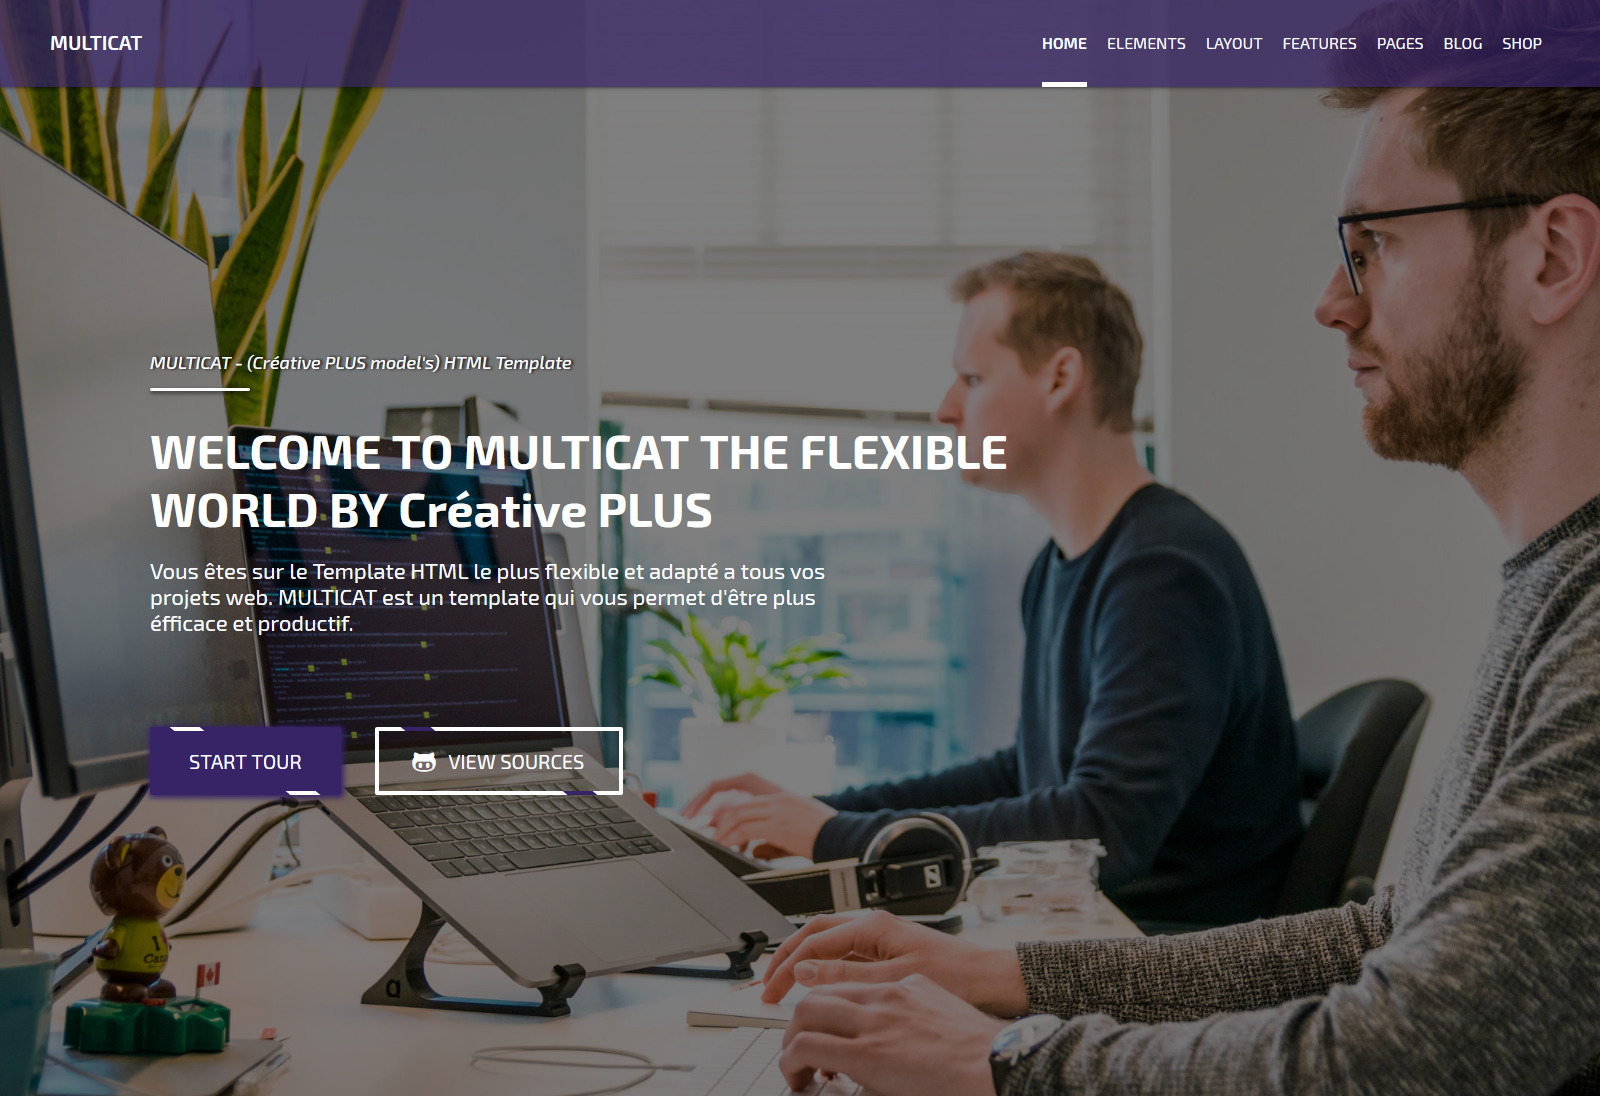 MULTICAT
HOME ELEMENTS LAYOUT FEATURES PAGES BLOG SHOP
MULTICAT - (Créative PLUS model's) HTML Template
WELCOME TO MULTICAT THE FLEXIBLE
WORLD BY Créative PLUS
Vous êtes sur le Template HTML le plus flexible et adapté a tous vos
projets web. MULTICAT est un template qui vous permet d'être plus
éfficace et productif.
START TOUR
VIEW SOURCES